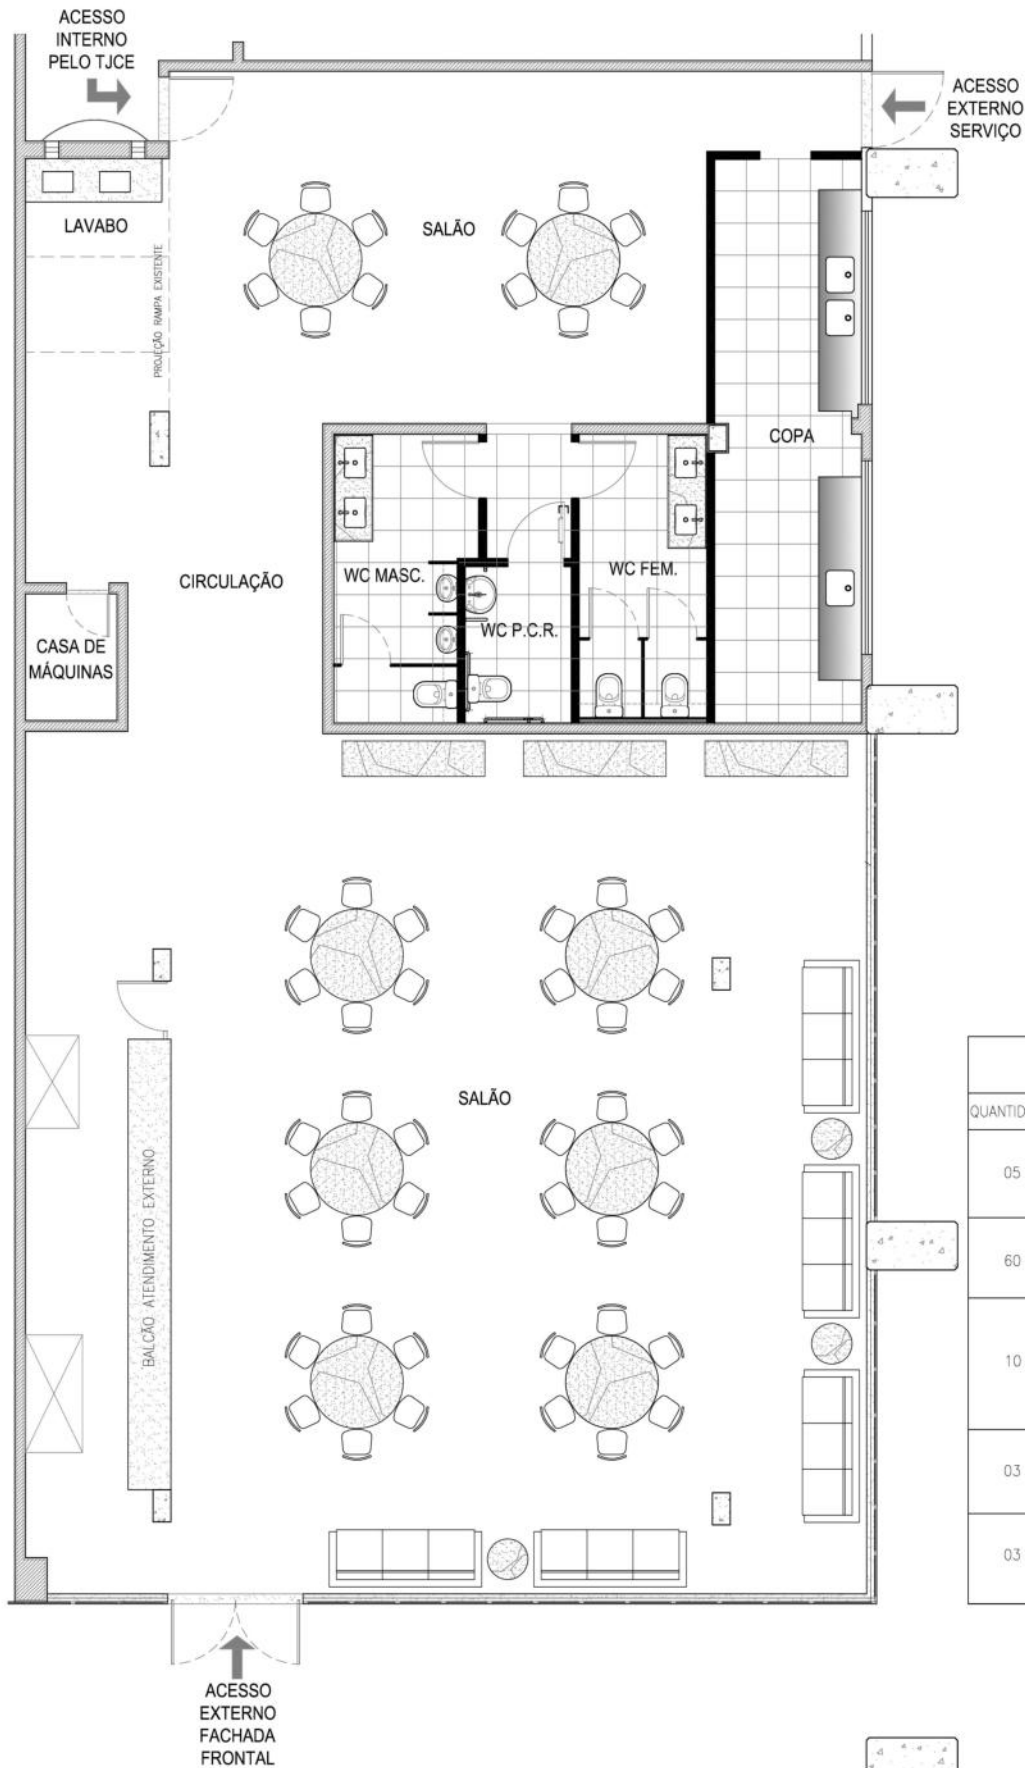 ACESSO
INTERNO
PELO TJCE
ACESSO
EXTERNO
SERVIÇO
LAVABO
SALÃO
PROJEÇÃO RAMPA EXISTENTE
COPA
CIRCULAÇÃO
WC MASC.
WC FEM.
WC P.C.R.
CASA DE
MÁQUINAS
SALÃO
BALCÃO ATENDIMENTO EXTERNO
QUANTID
05
60
10
03
03
ACESSO
EXTERNO
FACHADA
FRONTAL